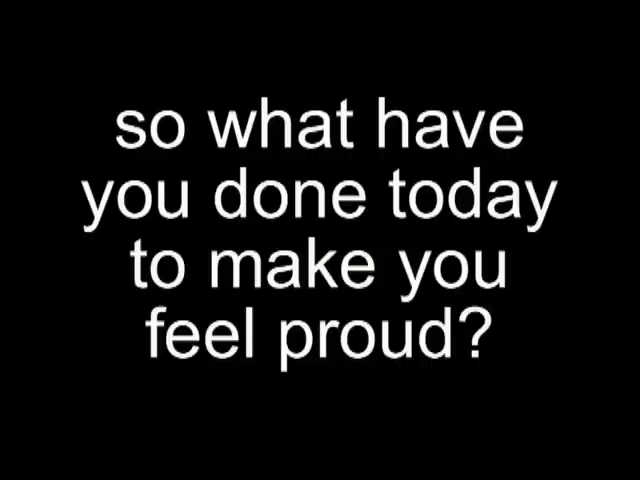 so what have
you done today
to make you
feel proud?